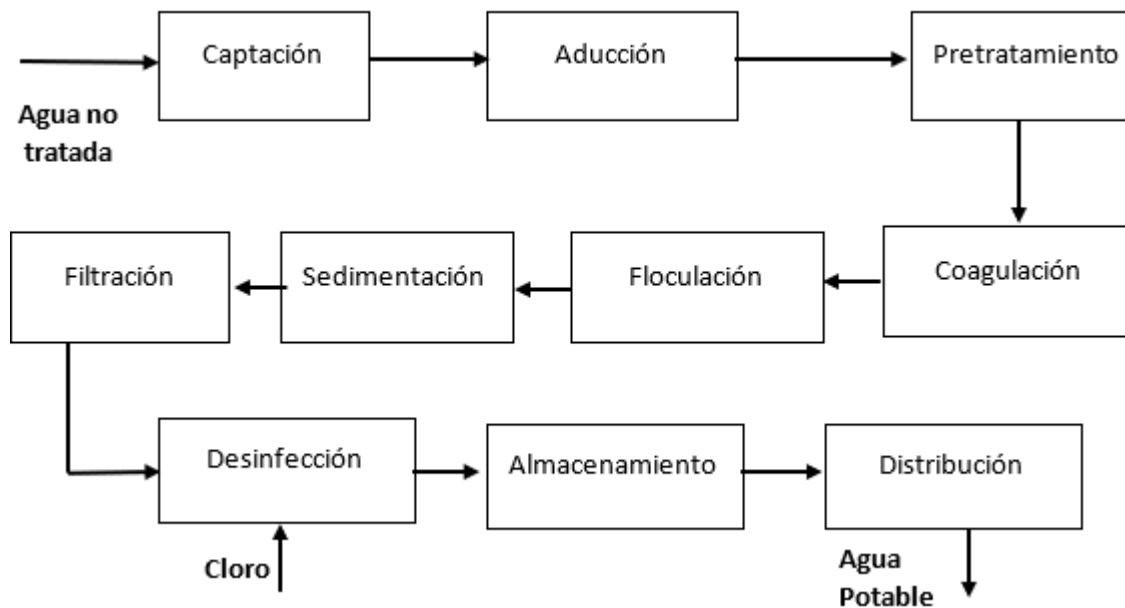 Captación
Aducción
Pretratamiento
Agua no
tratada
Coagulación
Floculación
Sedimentación
Filtración
Desinfección
Almacenamiento
Distribución
Cloro
Agua
Potable